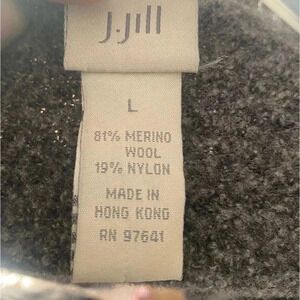 J.Jill
L
81% MERINO
WOOL
19% NYLON
MADE IN
HONG KONG
RN 97641